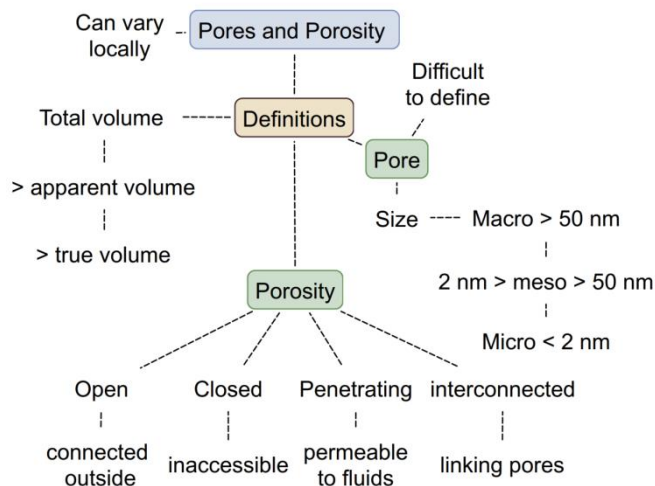 Can vary
locally
Pores and Porosity
Difficult
to define
Total volume
Definitions
Pore
> apparent volume
Size
Macro > 50 nm
> true volume
2 nm > meso > 50 nm
Porosity
Micro < 2 nm
Open
Closed
Penetrating
interconnected
connected
outside
inaccessible
permeable
to fluids
linking pores